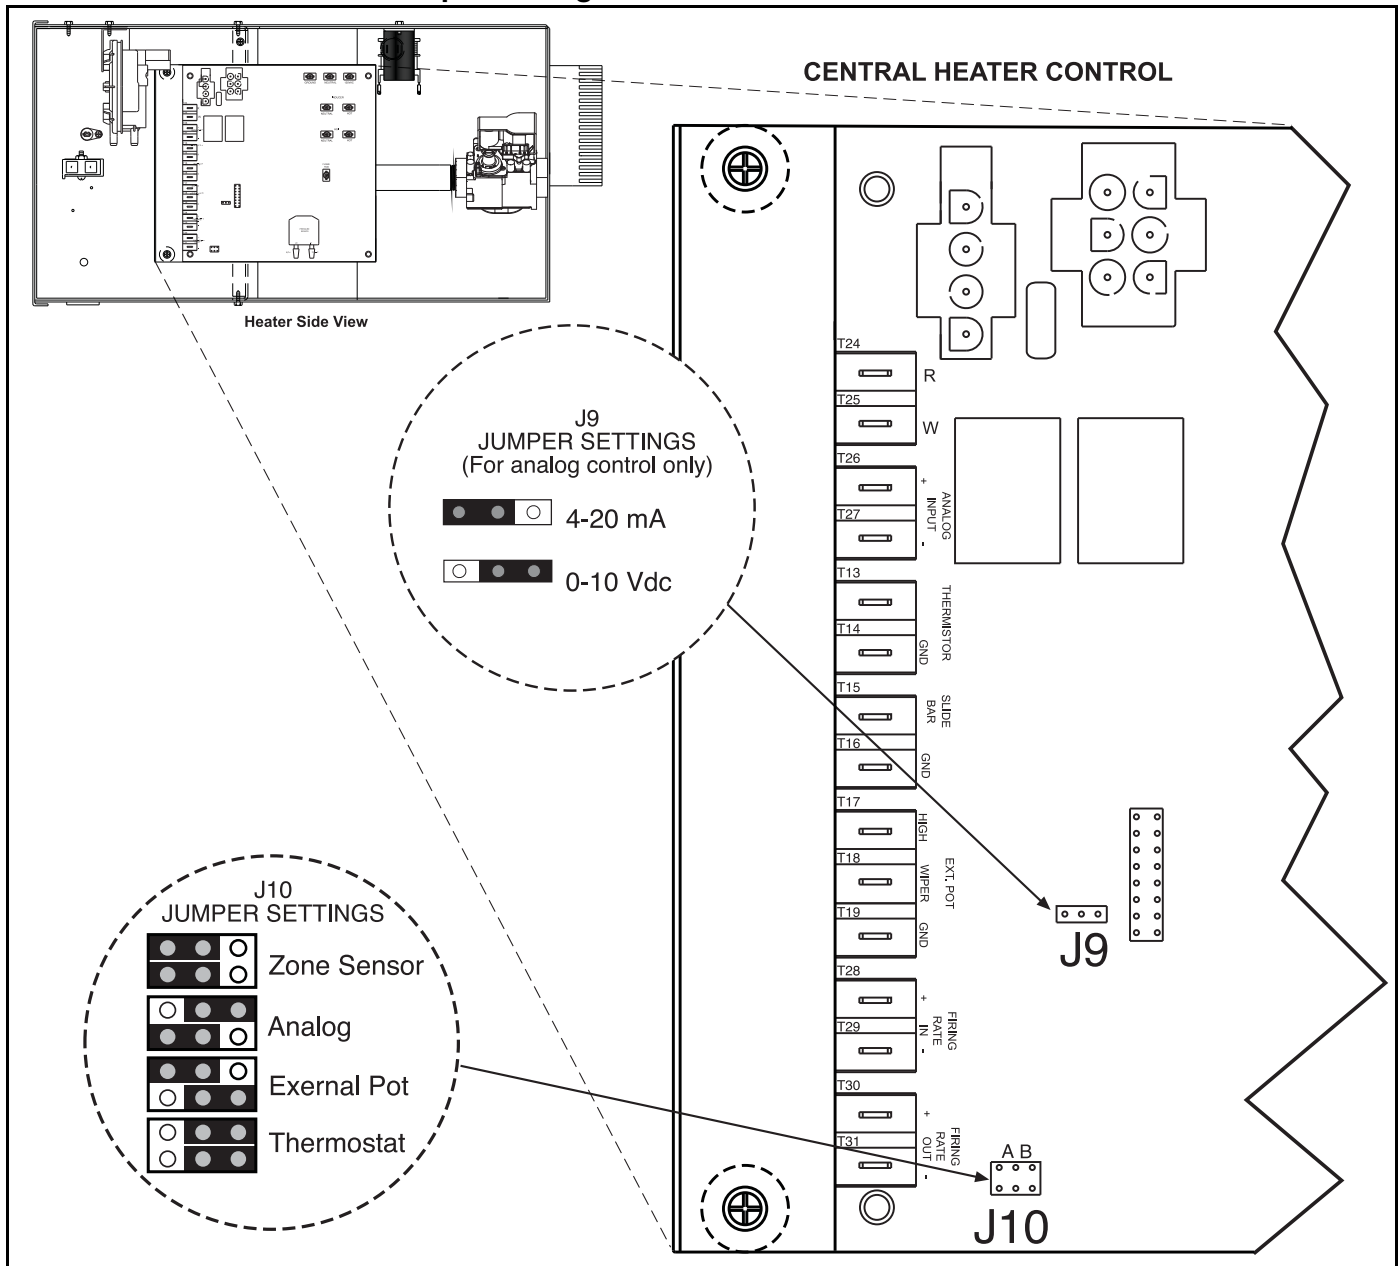 CENTRAL HEATER CONTROL
Heater Side View
J9
JUMPER SETTINGS
(For analog control only)
4-20 mA
0-10 Vdc
J10
JUMPER SETTINGS
Zone Sensor
Analog
Exernal Pot
Thermostat
T24
R
T25
W
T26
+
ANALOG
INPUT
T27
-
T13
THERMISTOR
T14
GND
T15
SLIDE
BAR
T16
GND
T17
HIGH
T18
WIPER
EXT. POT
T19
GND
T28
+
FIRING
RATE
IN
T29
-
T30
+
FIRING
RATE
OUT
T31
-
J9
A B
J10